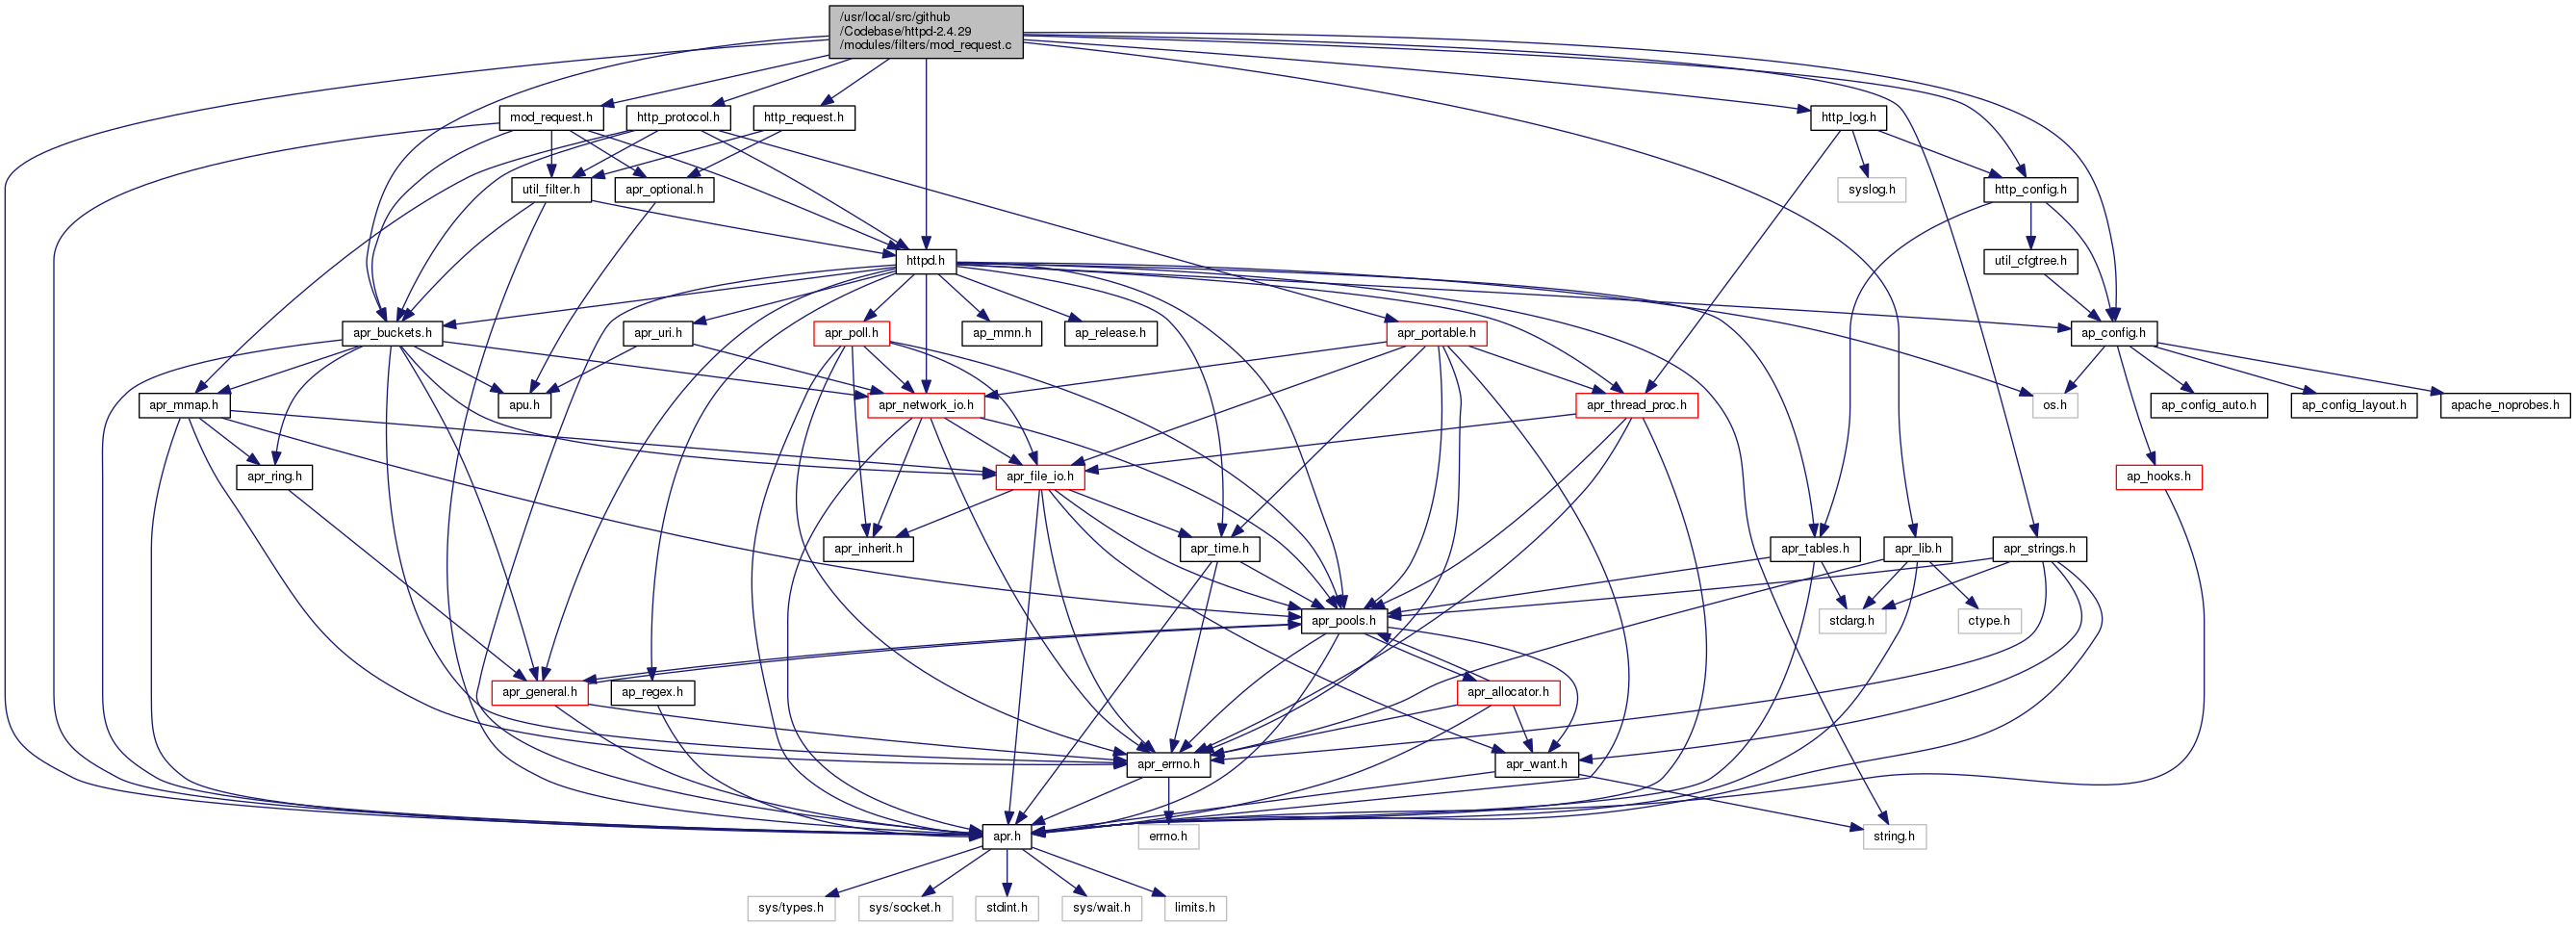 /usr/local/src/github
/Codebase/httpd-2.4.29
/modules/filters/mod_request.c
mod_request.h
http_protocol.h
http_request.h
http_log.h
util_filter.h
apr_optional.h
syslog.h
http_config.h
httpd.h
util_cfgtree.h
apr_buckets.h
apr_uri.h
apr_poll.h
ap_mmn.h
ap_release.h
apr_portable.h
ap_config.h
apr_mmap.h
apu.h
apr_network_io.h
apr_thread_proc.h
os.h
ap_config_auto.h
ap_config_layout.h
apache_noprobes.h
apr_ring.h
apr_file_io.h
ap_hooks.h
apr_inherit.h
apr_time.h
apr_tables.h
apr_lib.h
apr_strings.h
apr_pools.h
stdarg.h
ctype.h
apr_general.h
ap_regex.h
apr_allocator.h
apr_errno.h
apr_want.h
apr.h
errno.h
string.h
sys/types.h
sys/socket.h
stdint.h
sys/wait.h
limits.h